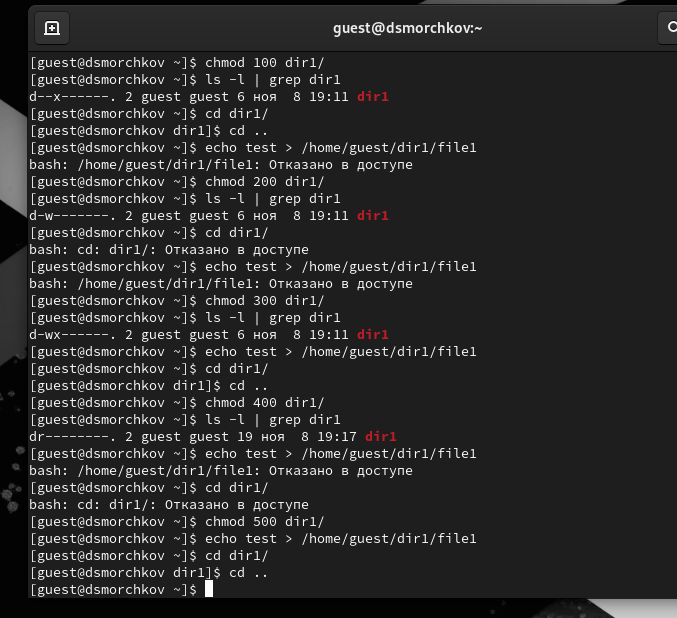 guest@dsmorchkov:~
[guest@dsmorchkov ~]$ chmod 100 dir1/
[guest@dsmorchkov ~]$ ls -l | grep dir1
d--x------. 2 guest guest 6 ноя  8 19:11 dir1
[guest@dsmorchkov ~]$ cd dir1/
[guest@dsmorchkov dir1]$ cd ..
[guest@dsmorchkov ~]$ echo test > /home/guest/dir1/file1
bash: /home/guest/dir1/file1: Отказано в доступе
[guest@dsmorchkov ~]$ chmod 200 dir1/
[guest@dsmorchkov ~]$ ls -l | grep dir1
d-w-------. 2 guest guest 6 ноя  8 19:11 dir1
[guest@dsmorchkov ~]$ cd dir1/
bash: cd: dir1/: Отказано в доступе
[guest@dsmorchkov ~]$ echo test > /home/guest/dir1/file1
bash: /home/guest/dir1/file1: Отказано в доступе
[guest@dsmorchkov ~]$ chmod 300 dir1/
[guest@dsmorchkov ~]$ ls -l | grep dir1
d-wx------. 2 guest guest 6 ноя  8 19:11 dir1
[guest@dsmorchkov ~]$ echo test > /home/guest/dir1/file1
[guest@dsmorchkov ~]$ cd dir1/
[guest@dsmorchkov dir1]$ cd ..
[guest@dsmorchkov ~]$ chmod 400 dir1/
[guest@dsmorchkov ~]$ ls -l | grep dir1
dr--------. 2 guest guest 19 ноя  8 19:17 dir1
[guest@dsmorchkov ~]$ echo test > /home/guest/dir1/file1
bash: /home/guest/dir1/file1: Отказано в доступе
[guest@dsmorchkov ~]$ cd dir1/
bash: cd: dir1/: Отказано в доступе
[guest@dsmorchkov ~]$ chmod 500 dir1/
[guest@dsmorchkov ~]$ echo test > /home/guest/dir1/file1
[guest@dsmorchkov ~]$ cd dir1/
[guest@dsmorchkov dir1]$ cd ..
[guest@dsmorchkov ~]$